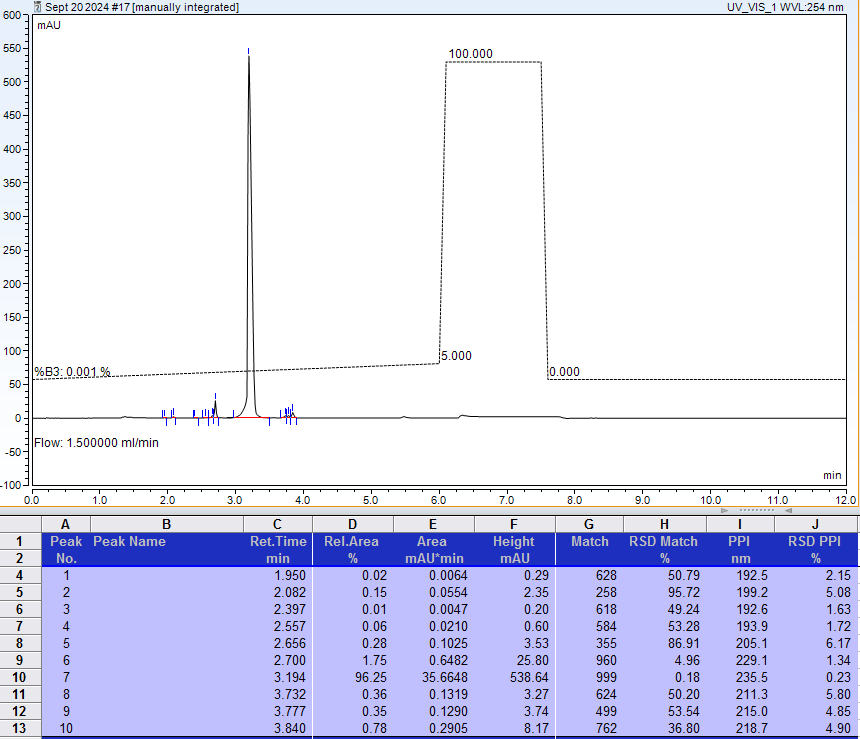 Sept 20 2024 #17 [manually integrated] UV_VIS_1 WVL:254 nm
600
mAU
550
100.000
500
450
400
350
300
250
200
150
100
5.000
%B3: 0.001 %
0.000
50
0
Flow: 1.500000 ml/min
-50
min
-100
0.0 1.0 2.0 3.0 4.0 5.0 6.0 7.0 8.0 9.0 10.0 11.0 12.0
A B C D E F G H I J
1 Peak Peak Name Ret.Time Rel.Area Area Height Match RSD Match PPI RSD PPI
2 No. min % mAU*min mAU % nm %
4 1 1.950 0.02 0.0064 0.29 628 50.79 192.5 2.15
5 2 2.082 0.15 0.0554 2.35 258 95.72 199.2 5.08
6 3 2.397 0.01 0.0047 0.20 618 49.24 192.6 1.63
7 4 2.557 0.06 0.0210 0.60 584 53.28 193.9 1.72
8 5 2.656 0.28 0.1025 3.53 355 86.91 205.1 6.17
9 6 2.700 1.75 0.6482 25.80 960 4.96 229.1 1.34
10 7 3.194 96.25 35.6648 538.64 999 0.18 235.5 0.23
11 8 3.732 0.36 0.1319 3.27 624 50.20 211.3 5.80
12 9 3.777 0.35 0.1290 3.74 499 53.54 215.0 4.85
13 10 3.840 0.78 0.2905 8.17 762 36.80 218.7 4.90